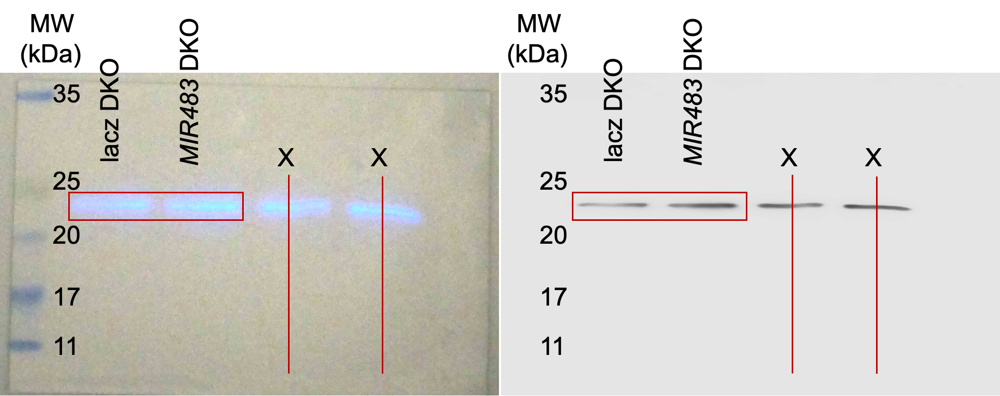 MW
(kDa)
lacz DKO
MIR483 DKO
X
X
35
25
20
17
11
MW
(kDa)
lacz DKO
MIR483 DKO
X
X
35
25
20
17
11